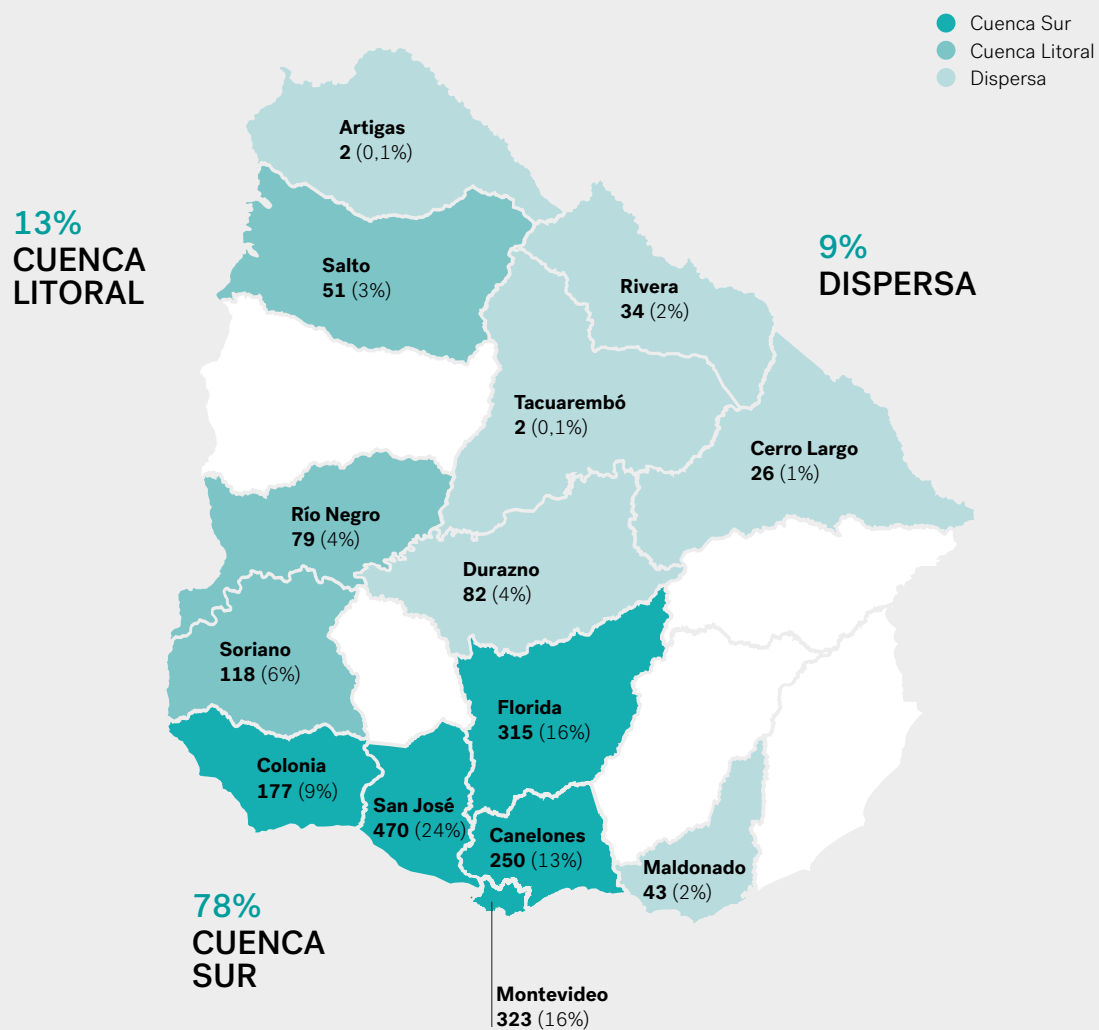 Cuenca Sur
Cuenca Litoral
Dispersa
Artigas
2 (0,1%)
13%
CUENCA
LITORAL
Salto
51 (3%)
Rivera
34 (2%)
9%
DISPERSA
Tacuarembó
2 (0,1%)
Cerro Largo
26 (1%)
Río Negro
79 (4%)
Durazno
82 (4%)
Soriano
118 (6%)
Florida
315 (16%)
Colonia
177 (9%)
San José
470 (24%)
Canelones
250 (13%)
Maldonado
43 (2%)
78%
CUENCA
SUR
Montevideo
323 (16%)